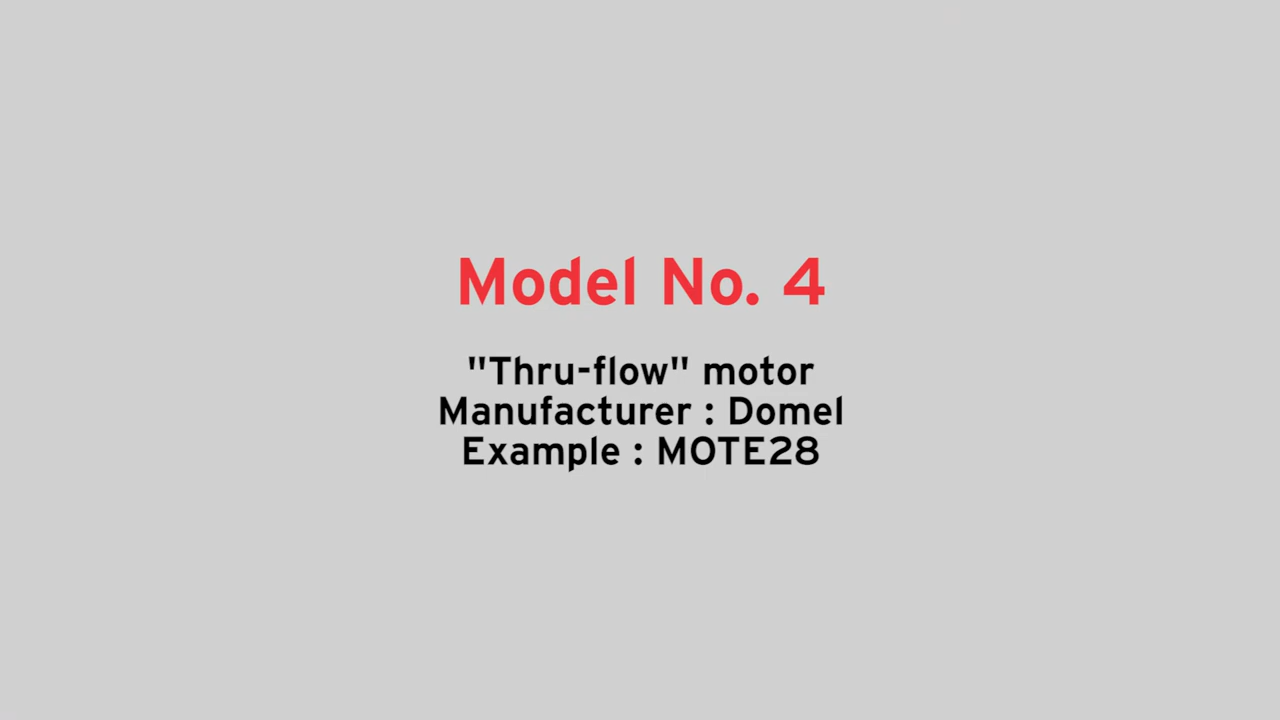 Model No. 4
"Thru-flow" motor
Manufacturer : Domel
Example : MOTE28